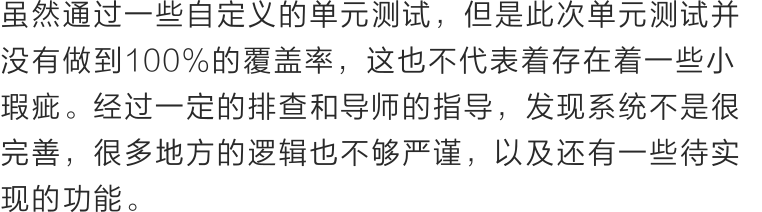 虽然通过一些自定义的单元测试，但是此次单元测试并
没有做到100%的覆盖率，这也不代表着存在着一些小
瑕疵。经过一定的排查和导师的指导，发现系统不是很
完善，很多地方的逻辑也不够严谨，以及还有一些待实
现的功能。